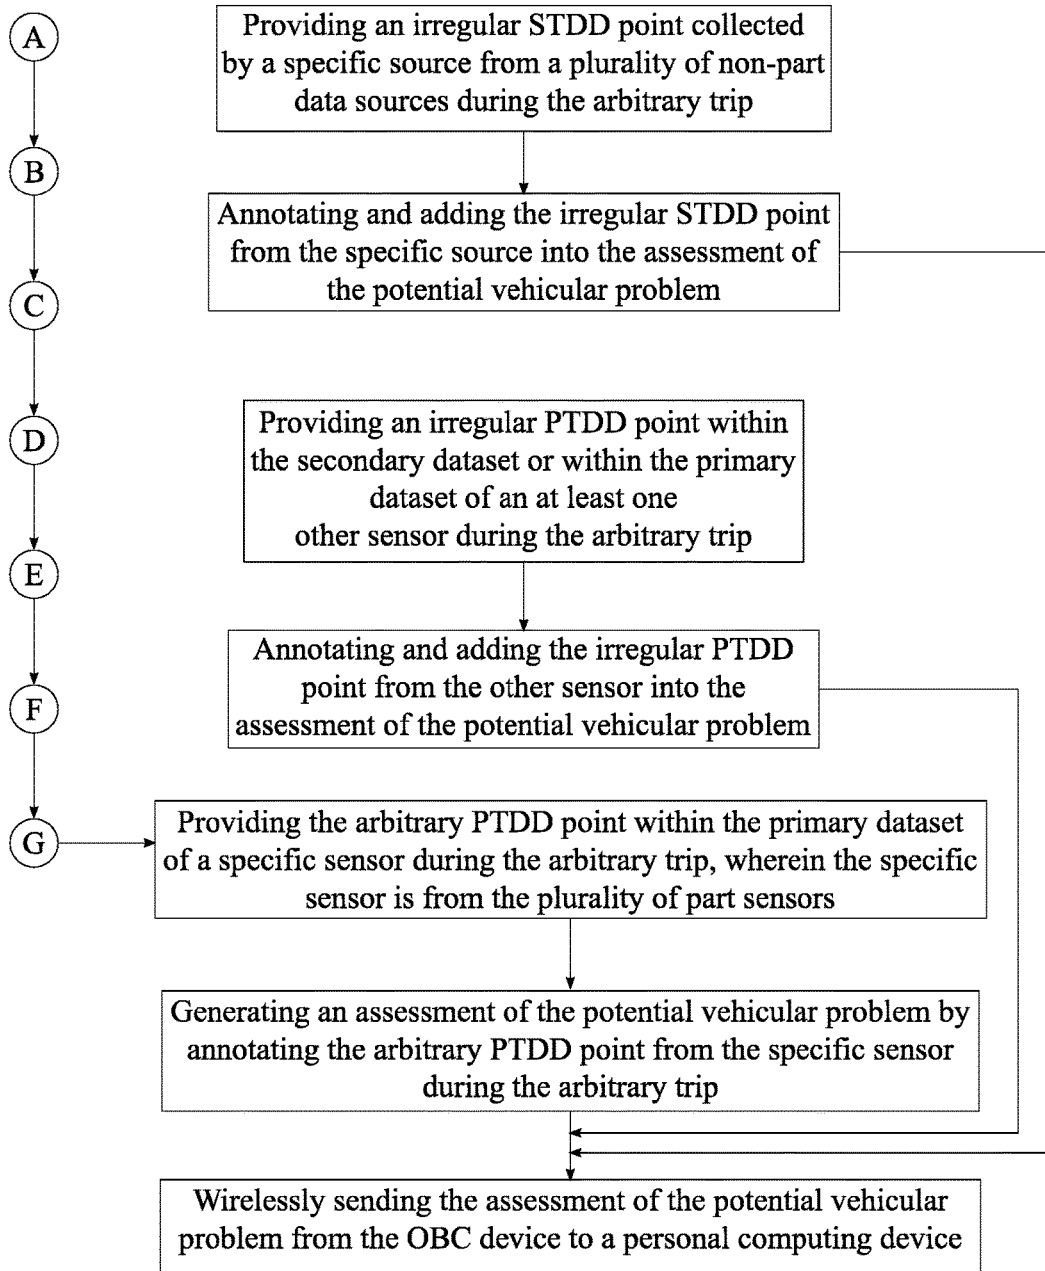 A
B
C
D
E
F
G
Providing an irregular STDD point collected
by a specific source from a plurality of non-part
data sources during the arbitrary trip
Annotating and adding the irregular STDD point
from the specific source into the assessment of
the potential vehicular problem
Providing an irregular PTDD point within
the secondary dataset or within the primary
dataset of an at least one
other sensor during the arbitrary trip
Annotating and adding the irregular PTDD
point from the other sensor into the
assessment of the potential vehicular problem
Providing the arbitrary PTDD point within the primary dataset
of a specific sensor during the arbitrary trip, wherein the specific
sensor is from the plurality of part sensors
Generating an assessment of the potential vehicular problem by
annotating the arbitrary PTDD point from the specific sensor
during the arbitrary trip
Wirelessly sending the assessment of the potential vehicular
problem from the OBC device to a personal computing device